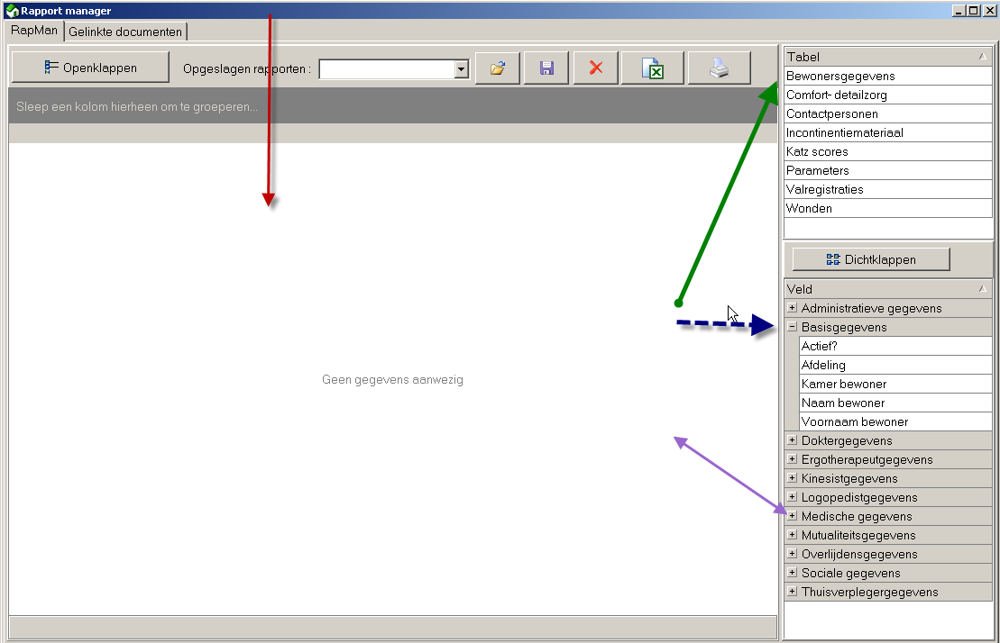 Rapport manager
RapMan
Gelinkte documenten
Openklappen
Opgeslagen rapporten :
Sleep een kolom hierheen om te groeperen...
Geen gegevens aanwezig
Tabel
Bewonersgegevens
Comfort- detailzorg
Contactpersonen
Incontinentiemateriaal
Katz scores
Parameters
Valregistraties
Wonden
Dichtklappen
Veld
Administratieve gegevens
Basisgegevens
Actief?
Afdeling
Kamer bewoner
Naam bewoner
Voornaam bewoner
Doktergegevens
Ergotherapeutgegevens
Kinesistgegevens
Logopedistgegevens
Medische gegevens
Mutualiteitsgegevens
Overlijdensgegevens
Sociale gegevens
Thuisverplegergegevens